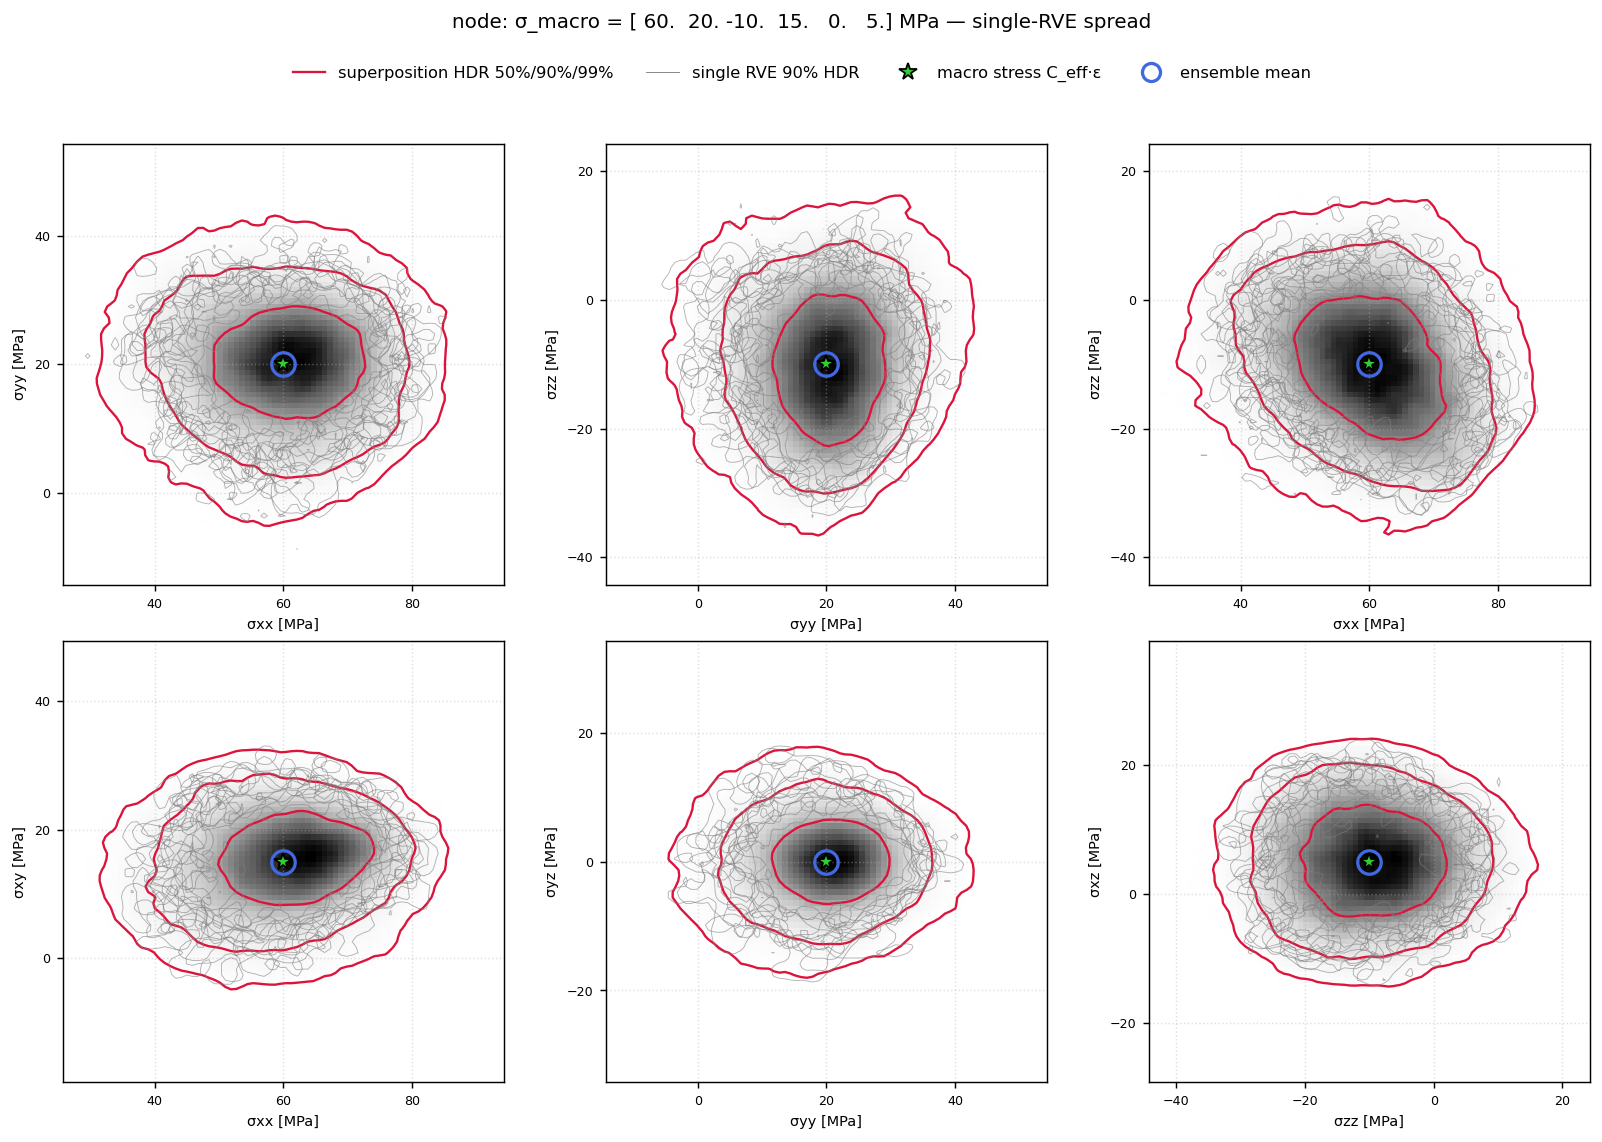 node: σ_macro = [ 60.  20. -10.  15.   0.   5.] MPa — single-RVE spread
superposition HDR 50%/90%/99%
single RVE 90% HDR
macro stress C_eff·ε
ensemble mean
40
20
0
σyy [MPa]
40
60
80
σxx [MPa]
20
0
−20
−40
σzz [MPa]
0
20
40
σyy [MPa]
20
0
−20
−40
σzz [MPa]
40
60
80
σxx [MPa]
40
20
0
σxy [MPa]
40
60
80
σxx [MPa]
20
0
−20
σyz [MPa]
0
20
40
σyy [MPa]
20
0
−20
σxz [MPa]
−40
−20
0
20
σzz [MPa]